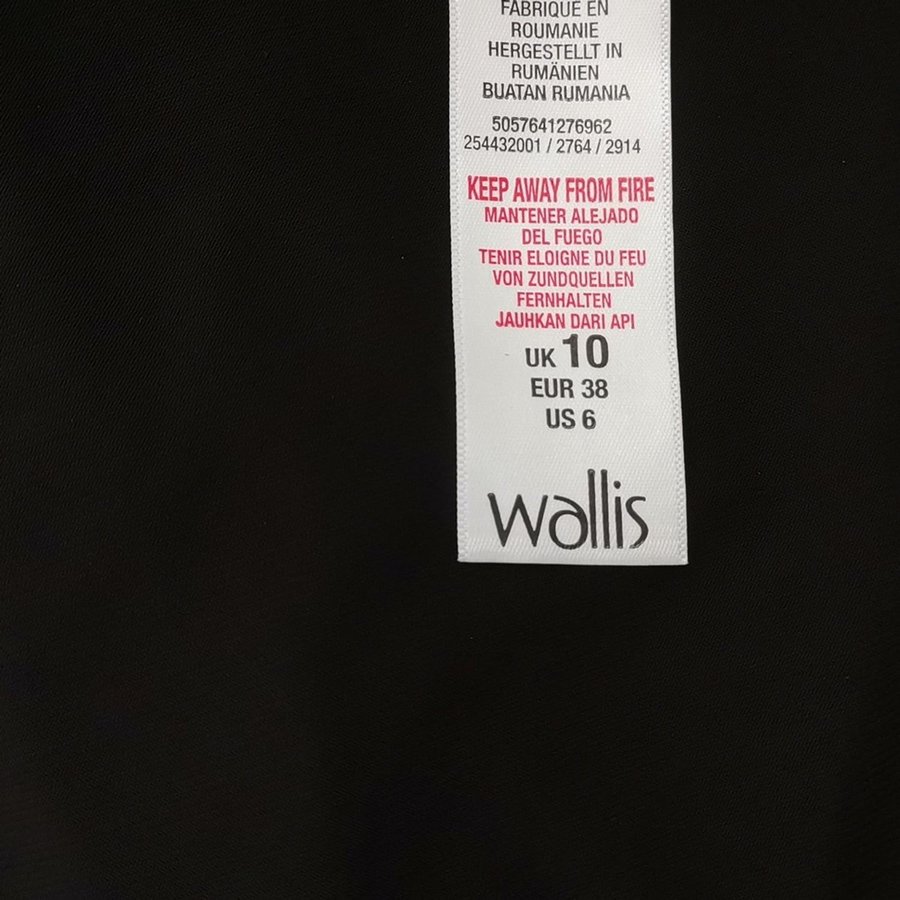 FABRIQUE EN
ROUMANIE
HERGESTELLT IN
RUMÄNIEN
BUATAN RUMANIA
5057641276962
254432001 / 2764 / 2914
KEEP AWAY FROM FIRE
MANTENER ALEJADO
DEL FUEGO
TENIR ELOIGNE DU FEU
VON ZUNDQUELLEN
FERNHALTEN
JAUHKAN DARI API
UK 10
EUR 38
US 6
wallis